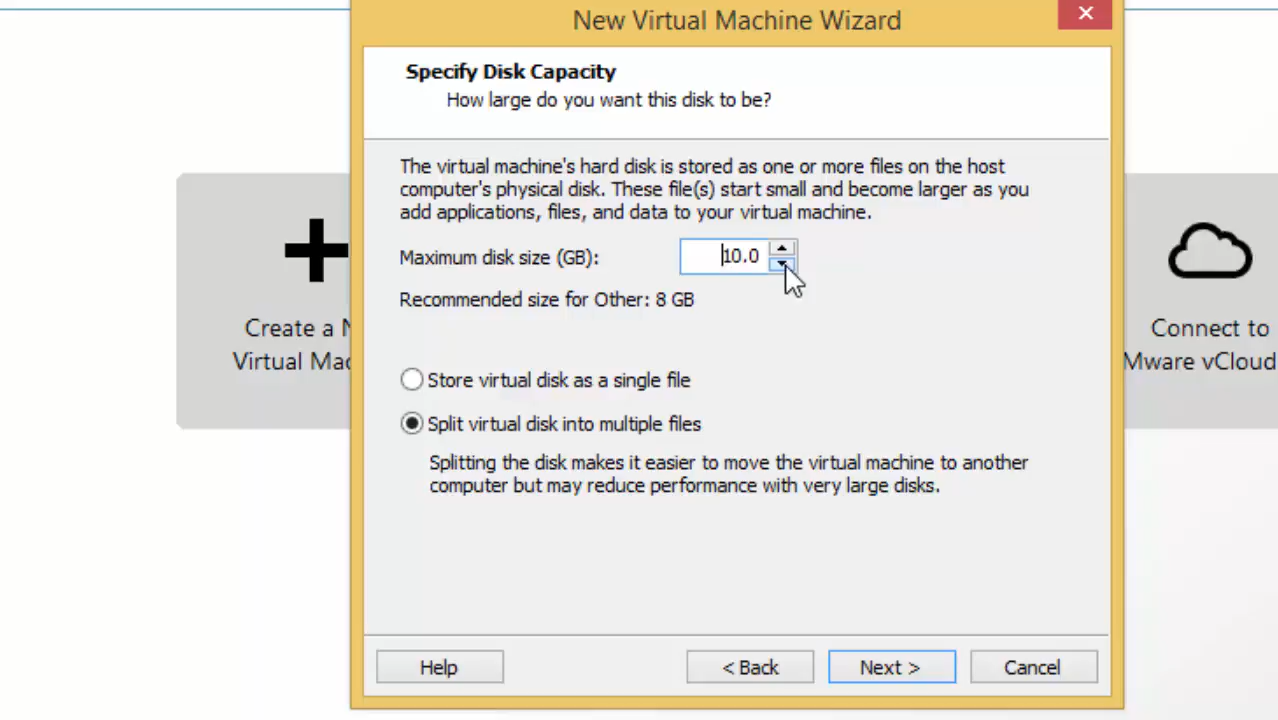 New Virtual Machine Wizard
Specify Disk Capacity
How large do you want this disk to be?
The virtual machine's hard disk is stored as one or more files on the host
computer's physical disk. These file(s) start small and become larger as you
add applications, files, and data to your virtual machine.
Maximum disk size (GB): 10.0
Recommended size for Other: 8 GB
Store virtual disk as a single file
Split virtual disk into multiple files
Splitting the disk makes it easier to move the virtual machine to another
computer but may reduce performance with very large disks.
Help < Back Next > Cancel
Create a N
Virtual Mac
Connect to
Mware vCloud